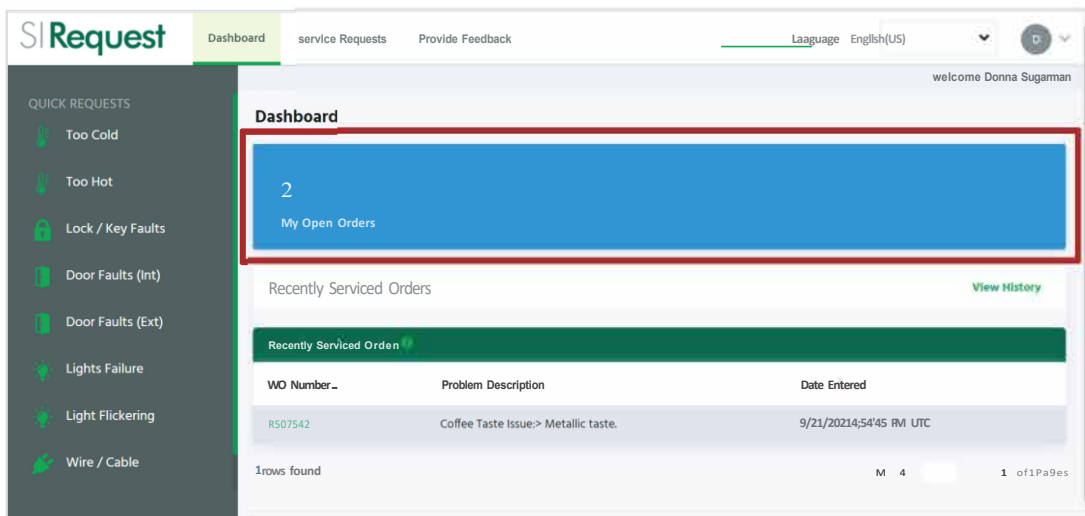 SI Request
Dashboard
servIce Requests
Provide Feedback
Laaguage EnglIsh(US)
D
welcome Donna Sugarman
QUICK REQUESTS
Too Cold
Too Hot
Lock / Key Faults
Door Faults (Int)
Door Faults (Ext)
Lights Failure
Light Flickering
Wire / Cable
Dashboard
2
My Open Orders
Recently Serviced Orders
View History
Recently Serviced Orden
WO Number
Problem Description
Date Entered
R507542
Coffee Taste Issue:> Metallic taste.
9/21/20214;54'45 PM UTC
1rows found
M 4
1 of1Pa9es